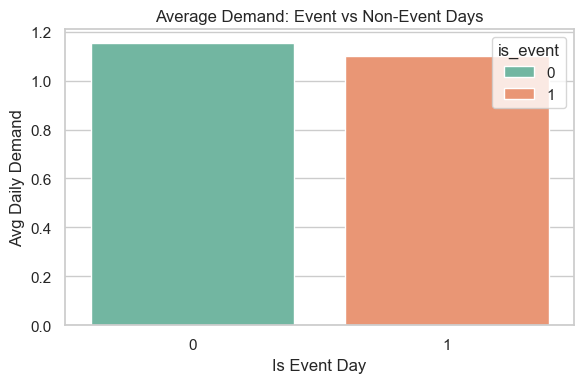 Average Demand: Event vs Non-Event Days
is_event
0
1
Avg Daily Demand
1.2
1.0
0.8
0.6
0.4
0.2
0.0
0
1
Is Event Day